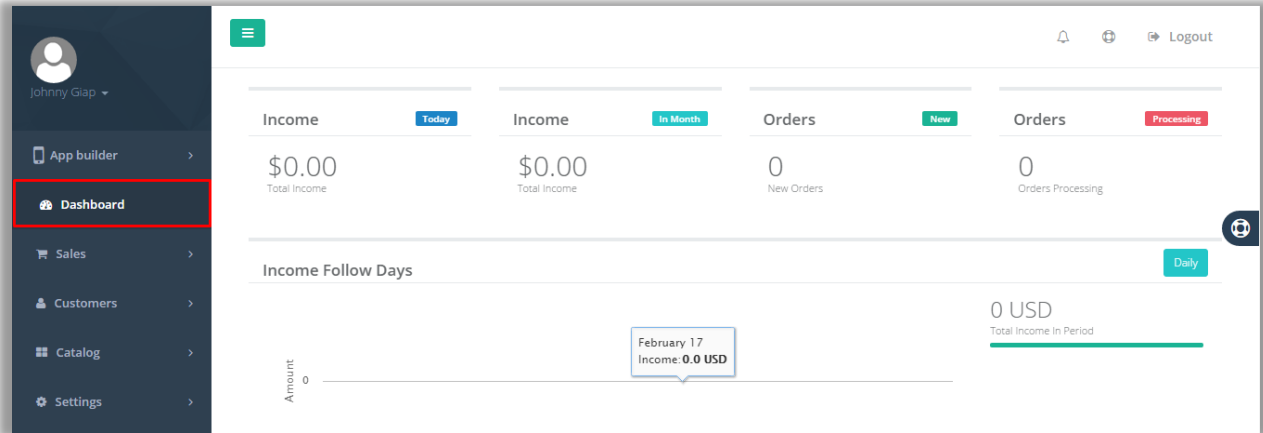 Johnny Giap
App builder
Dashboard
Sales
Customers
Catalog
Settings
Logout
Income Today
$0.00
Total Income
Income In Month
$0.00
Total Income
Orders New
0
New Orders
Orders Processing
0
Orders Processing
Income Follow Days
Daily
0 USD
Total Income In Period
February 17
Income: 0.0 USD
Amount
0